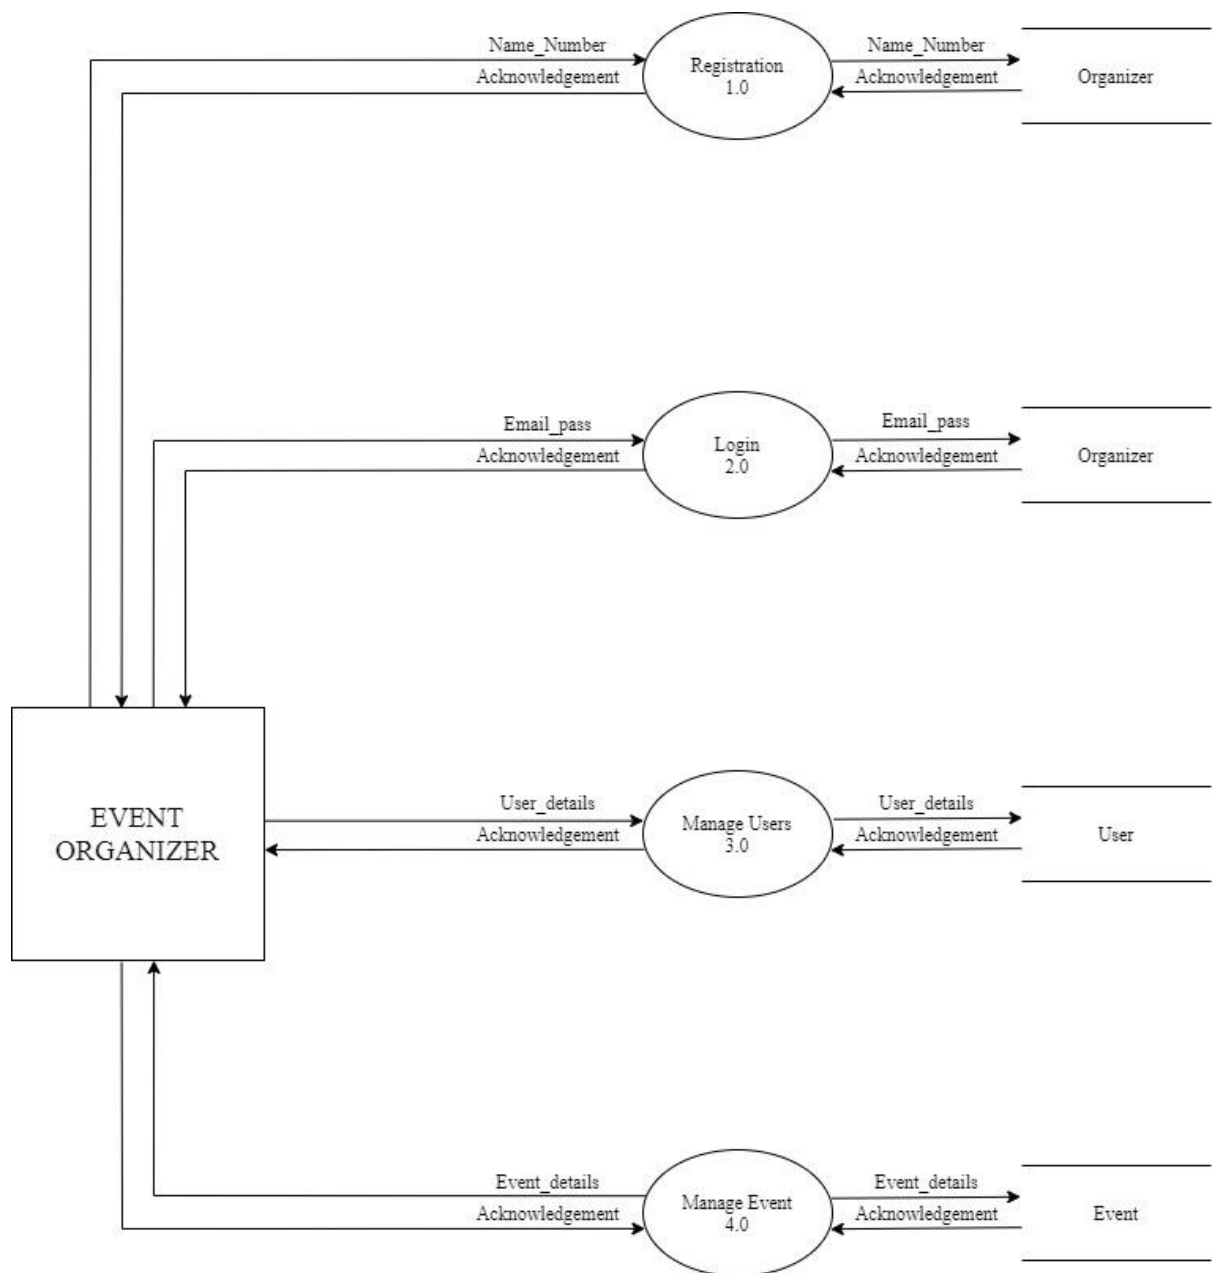 Name_Number
Acknowledgement
Registration
1.0
Name_Number
Acknowledgement
Organizer
Email_pass
Acknowledgement
Login
2.0
Email_pass
Acknowledgement
Organizer
EVENT
ORGANIZER
User_details
Acknowledgement
Manage Users
3.0
User_details
Acknowledgement
User
Event_details
Acknowledgement
Manage Event
4.0
Event_details
Acknowledgement
Event